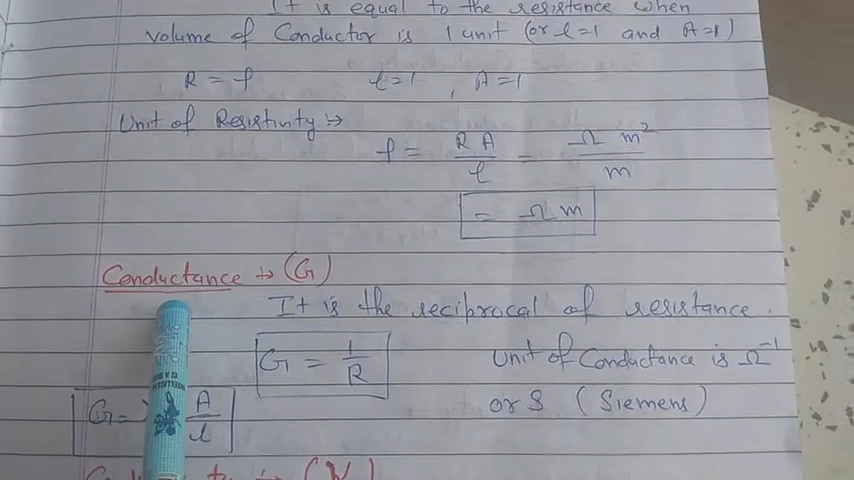 It is equal to the resistance when
volume of Conductor is 1 unit (or l=1 and A=1)
R = ρ l=1 , A=1
Unit of Resistivity :→
ρ = R A / l = Ω m² / m
= Ω m
Conductance → (G)
It is the reciprocal of resistance.
G = 1 / R
Unit of Conductance is Ω⁻¹
or S (Siemens)
G = A / l